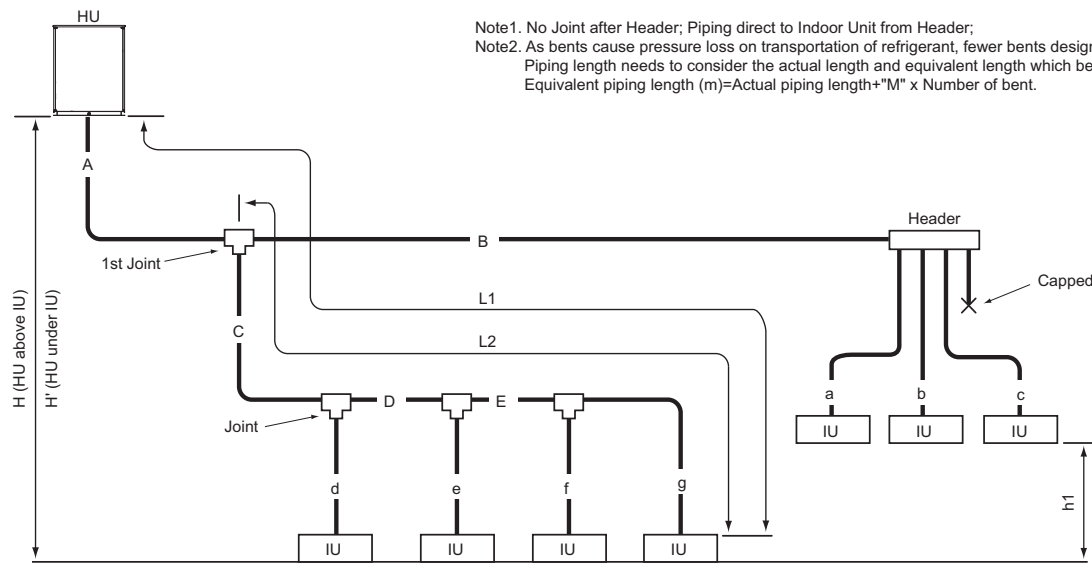 HU
Note1. No Joint after Header; Piping direct to Indoor Unit from Header;
Note2. As bents cause pressure loss on transportation of refrigerant, fewer bents
Piping length needs to consider the actual length and equivalent length which
Equivalent piping length (m)=Actual piping length+"M" x Number of bent.
A
Header
B
1st Joint
Capped
L1
C
L2
H (HU above IU)
H' (HU under IU)
a
b
c
D
E
Joint
IU
IU
IU
d
e
f
g
h1
IU
IU
IU
IU